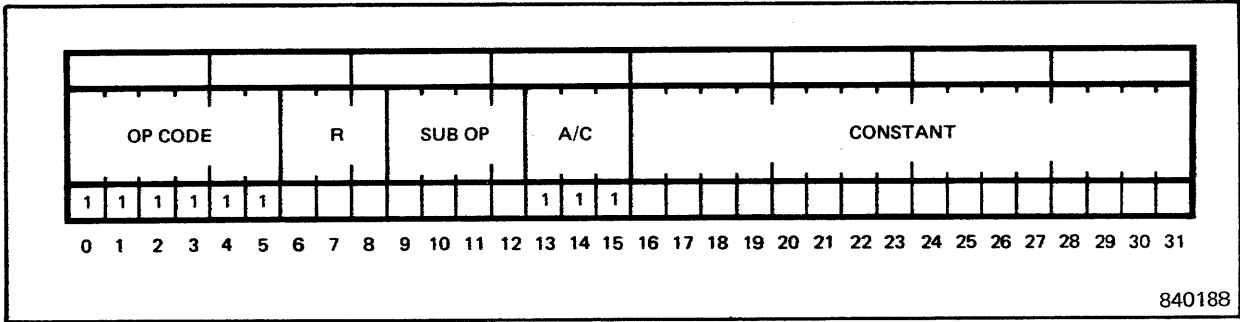 OP CODE R SUB OP A/C CONSTANT
1 1 1 1 1 1 1 1 1
0 1 2 3 4 5 6 7 8 9 10 11 12 13 14 15 16 17 18 19 20 21 22 23 24 25 26 27 28 29 30 31
840188